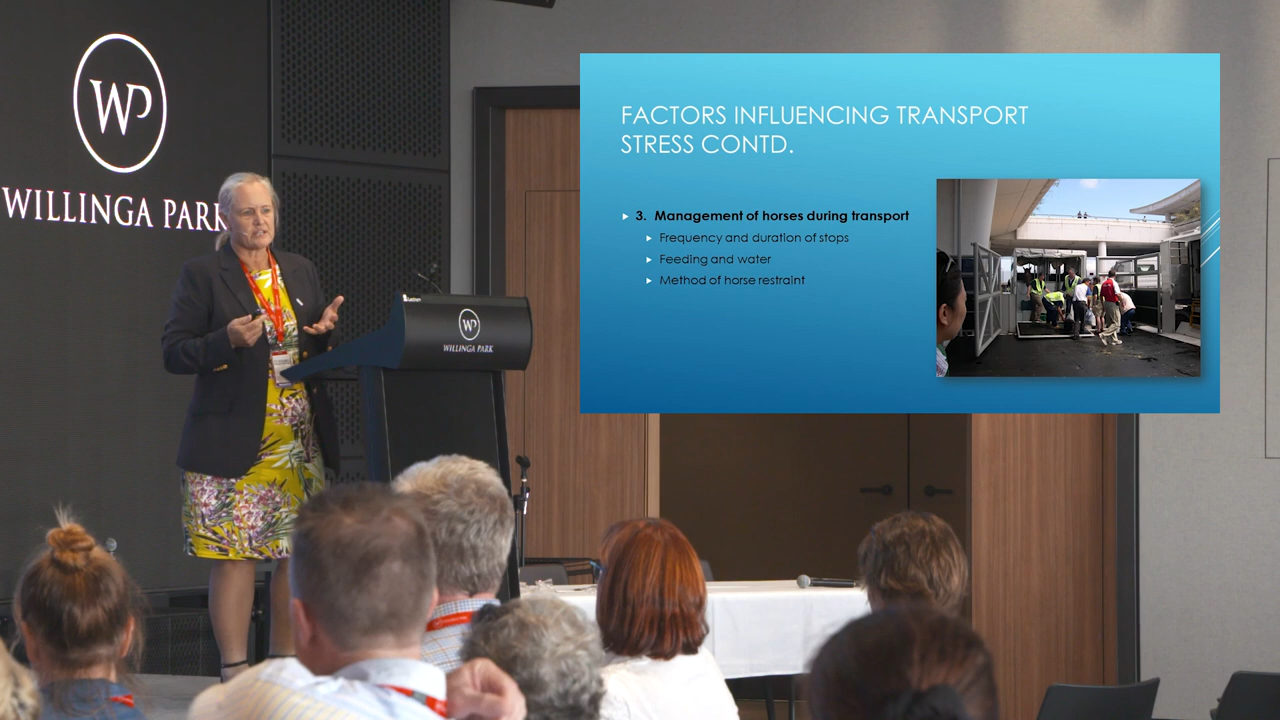 WP
WILLINGA PARK
WP
WILLINGA PARK
FACTORS INFLUENCING TRANSPORT
STRESS CONTD.
3. Management of horses during transport
Frequency and duration of stops
Feeding and water
Method of horse restraint